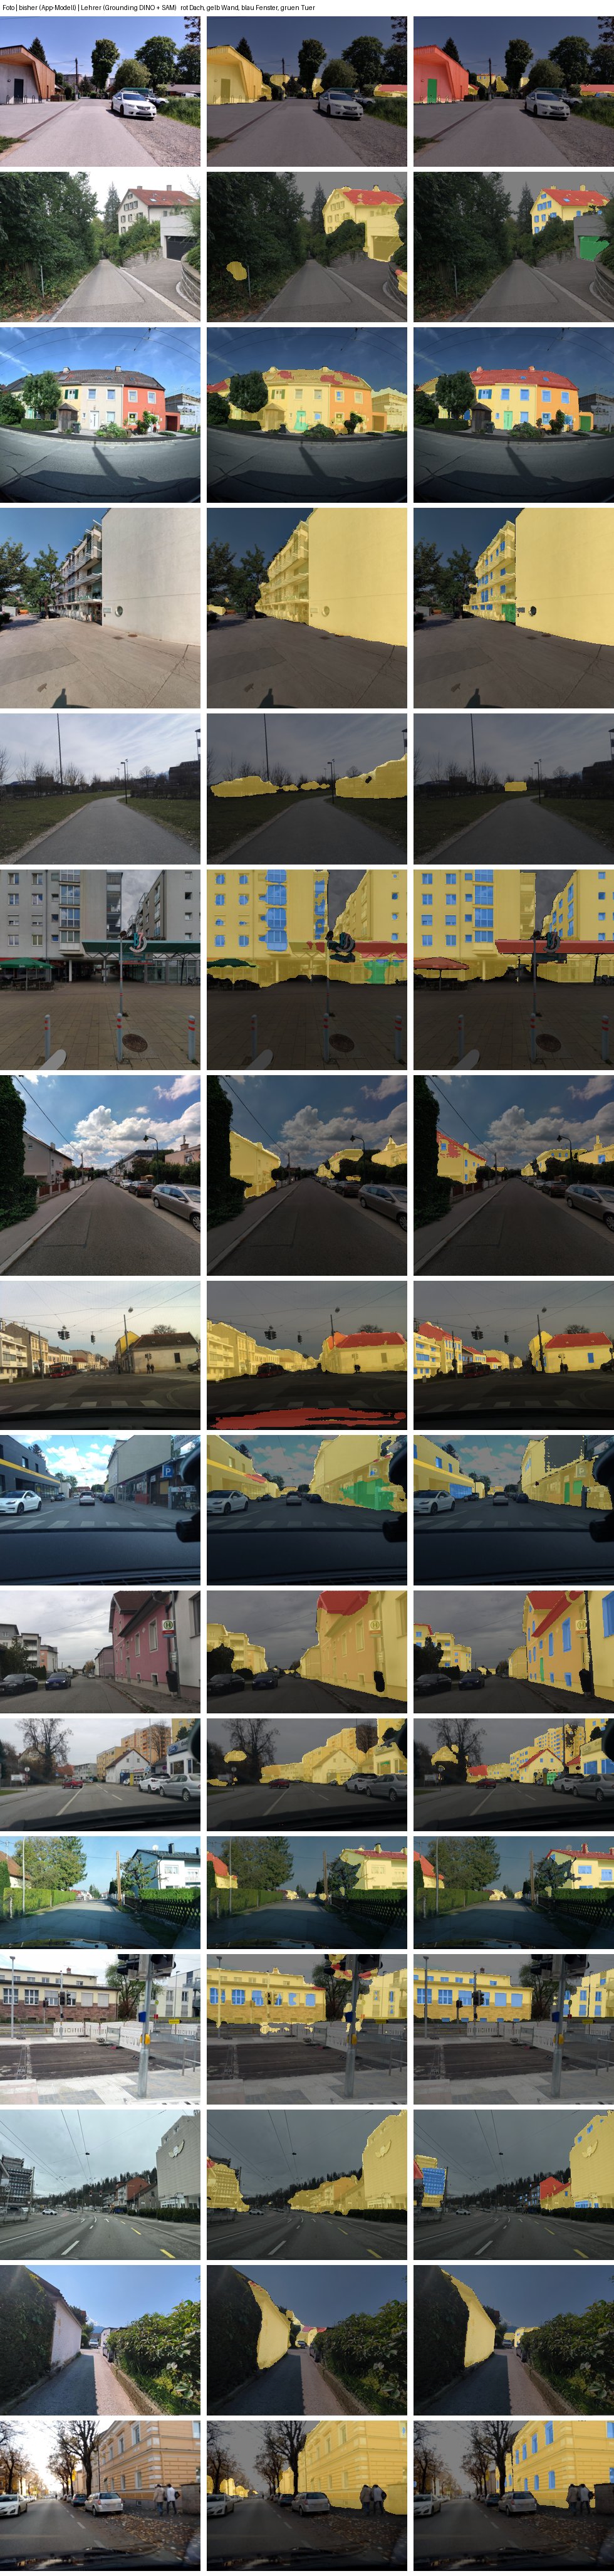 Foto | bisher (App-Modell) | Lehrer (Grounding DINO + SAM)   rot Dach, gelb Wand, blau Fenster, gruen Tuer